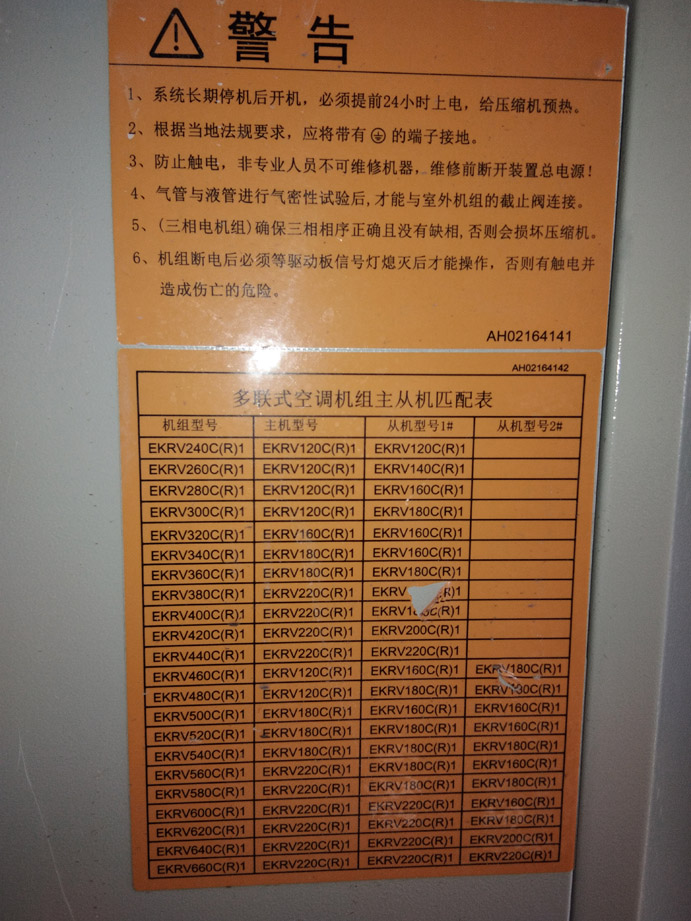 警告
1、系统长期停机后开机，必须提前24小时上电，给压缩机预热。
2、根据当地法规要求，应将带有 ⏚ 的端子接地。
3、防止触电，非专业人员不可维修机器，维修前断开装置总电源！
4、气管与液管进行气密性试验后,才能与室外机组的截止阀连接。
5、(三相电机组)确保三相相序正确且没有缺相,否则会损坏压缩机。
6、机组断电后必须等驱动板信号灯熄灭后才能操作，否则有触电并
造成伤亡的危险。
AH02164141
AH02164142
多联式空调机组主从机匹配表
机组型号 主机型号 从机型号1# 从机型号2#
EKRV240C(R)1 EKRV120C(R)1 EKRV120C(R)1
EKRV260C(R)1 EKRV120C(R)1 EKRV140C(R)1
EKRV280C(R)1 EKRV120C(R)1 EKRV160C(R)1
EKRV300C(R)1 EKRV120C(R)1 EKRV180C(R)1
EKRV320C(R)1 EKRV160C(R)1 EKRV160C(R)1
EKRV340C(R)1 EKRV180C(R)1 EKRV160C(R)1
EKRV360C(R)1 EKRV180C(R)1 EKRV180C(R)1
EKRV380C(R)1 EKRV220C(R)1
EKRV400C(R)1 EKRV220C(R)1
EKRV420C(R)1 EKRV220C(R)1 EKRV200C(R)1
EKRV440C(R)1 EKRV220C(R)1 EKRV220C(R)1
EKRV460C(R)1 EKRV120C(R)1 EKRV160C(R)1 EKRV180C(R)1
EKRV480C(R)1 EKRV120C(R)1 EKRV180C(R)1
EKRV500C(R)1 EKRV180C(R)1 EKRV160C(R)1 EKRV160C(R)1
EKRV520C(R)1 EKRV180C(R)1 EKRV180C(R)1 EKRV160C(R)1
EKRV540C(R)1 EKRV180C(R)1 EKRV180C(R)1 EKRV180C(R)1
EKRV560C(R)1 EKRV220C(R)1 EKRV180C(R)1 EKRV160C(R)1
EKRV580C(R)1 EKRV220C(R)1 EKRV180C(R)1 EKRV180C(R)1
EKRV600C(R)1 EKRV220C(R)1 EKRV220C(R)1 EKRV160C(R)1
EKRV620C(R)1 EKRV220C(R)1 EKRV220C(R)1 EKRV180C(R)1
EKRV640C(R)1 EKRV220C(R)1 EKRV220C(R)1 EKRV200C(R)1
EKRV660C(R)1 EKRV220C(R)1 EKRV220C(R)1 EKRV220C(R)1